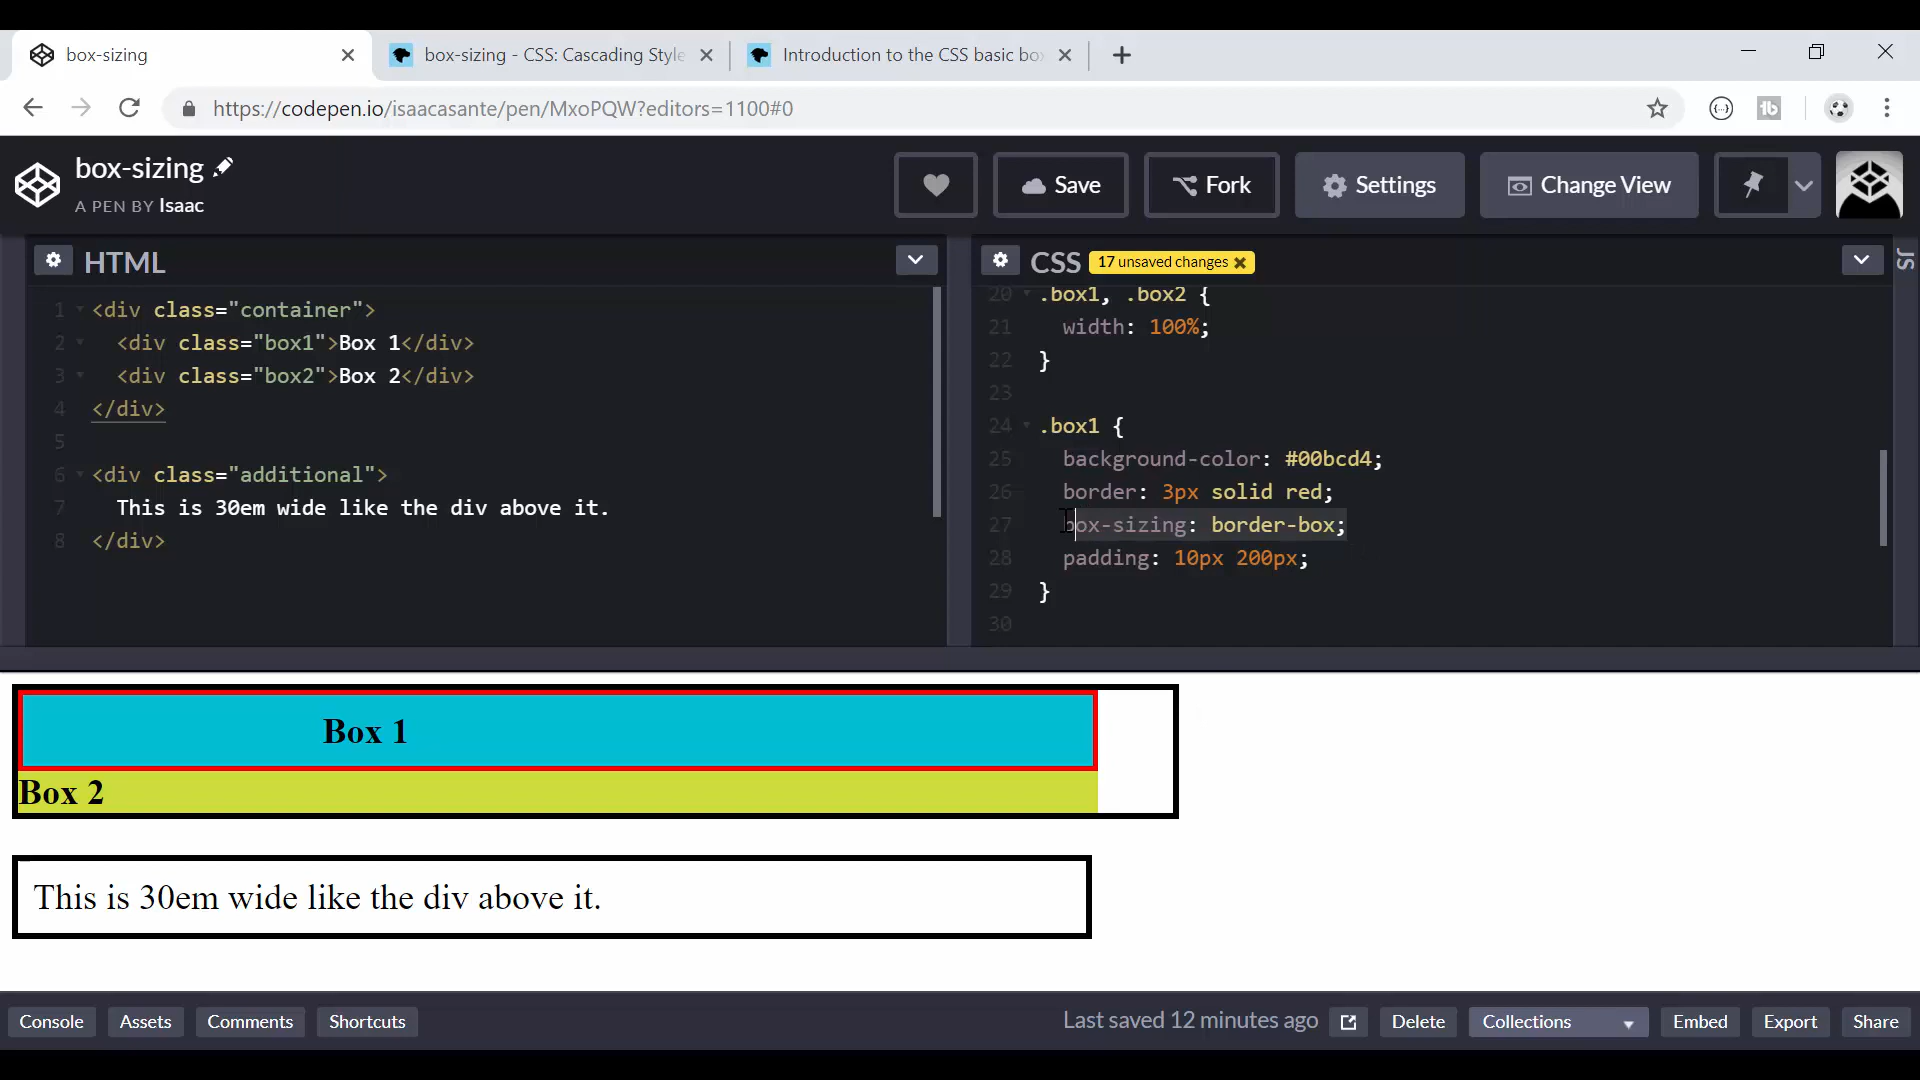 box-sizing
box-sizing - CSS: Cascading Style
Introduction to the CSS basic box
https://codepen.io/isaacasante/pen/MxoPQW?editors=1100#0
box-sizing
A PEN BY Isaac
Save
Fork
Settings
Change View
HTML
1 <div class="container">
2 <div class="box1">Box 1</div>
3 <div class="box2">Box 2</div>
4 </div>
5
6 <div class="additional">
7 This is 30em wide like the div above it.
8 </div>
CSS 17 unsaved changes ×
JS
20 .box1, .box2 {
21 width: 100%;
22 }
23
24 .box1 {
25 background-color: #00bcd4;
26 border: 3px solid red;
27 box-sizing: border-box;
28 padding: 10px 200px;
29 }
30
Box 1
Box 2
This is 30em wide like the div above it.
Console
Assets
Comments
Shortcuts
Last saved 12 minutes ago
Delete
Collections
Embed
Export
Share